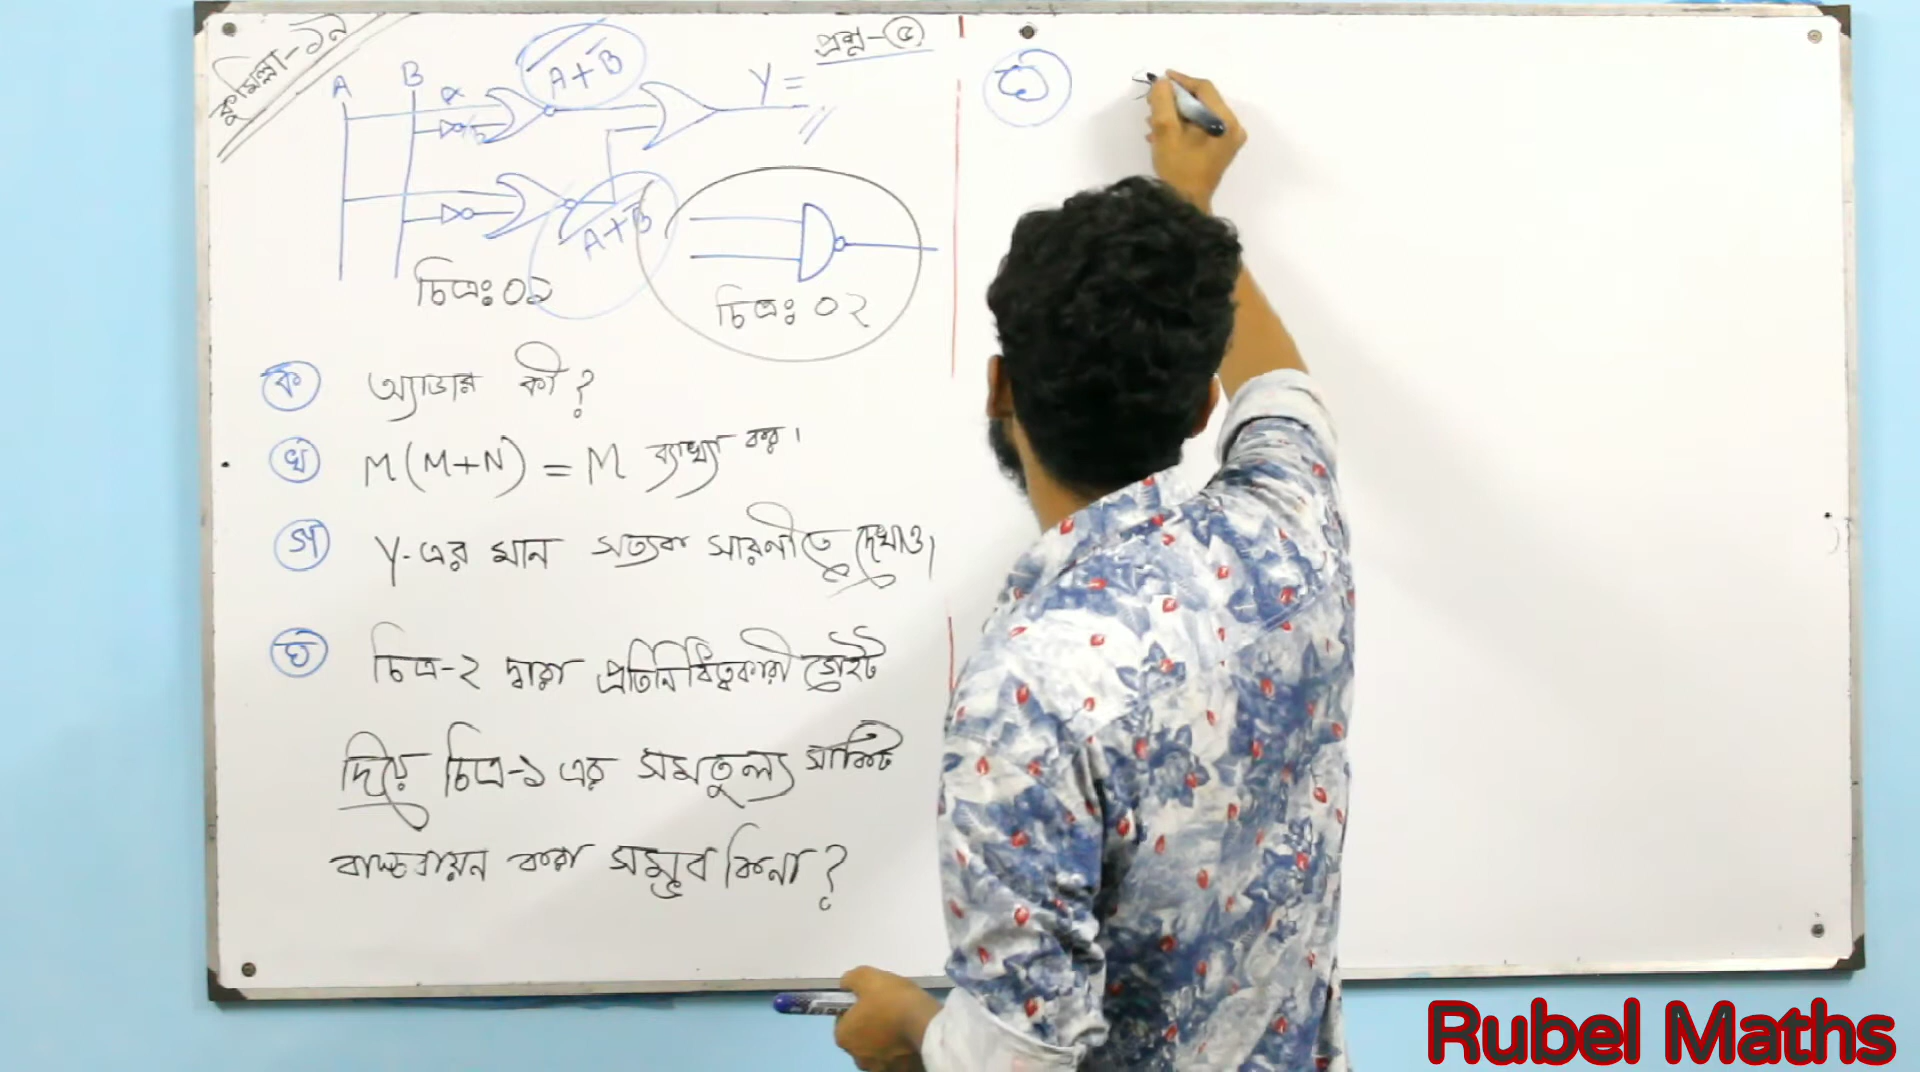 কুমিল্লা-১৯
প্রশ্ন-৫
A B
A+B̅
Y =
A+B̅
চিত্রঃ ০১
চিত্রঃ ০২
ক অ্যাডার কী?
খ M(M+N) = M ব্যাখ্যা কর।
গ Y-এর মান সত্যক সারনীতে দেখাও।
ঘ চিত্র-২ দ্বারা প্রতিনিধিত্বকারী গেইট
দিয়ে চিত্র-১ এর সমতুল্য সার্কিট
বাস্তবায়ন করা সম্ভব কিনা?
ঘ
Rubel Maths